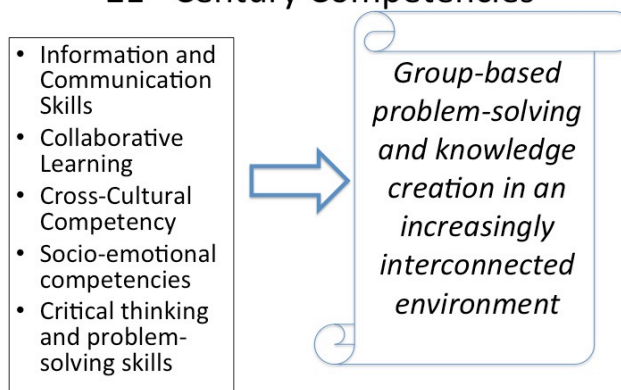 Century Competencies
• Information and
Communication
Skills
• Collaborative
Learning
• Cross-Cultural
Competency
• Socio-emotional
competencies
• Critical thinking
and problem-
solving skills
Group-based
problem-solving
and knowledge
creation in an
increasingly
interconnected
environment